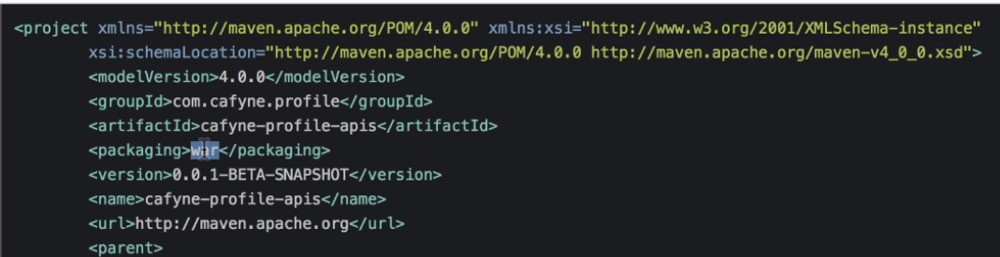 <project xmlns="http://maven.apache.org/POM/4.0.0" xmlns:xsi="http://www.w3.org/2001/XMLSchema-instance"
xsi:schemaLocation="http://maven.apache.org/POM/4.0.0 http://maven.apache.org/maven-v4_0_0.xsd">
<modelVersion>4.0.0</modelVersion>
<groupId>com.cafyne.profile</groupId>
<artifactId>cafyne-profile-apis</artifactId>
<packaging>war</packaging>
<version>0.0.1-BETA-SNAPSHOT</version>
<name>cafyne-profile-apis</name>
<url>http://maven.apache.org</url>
<parent>